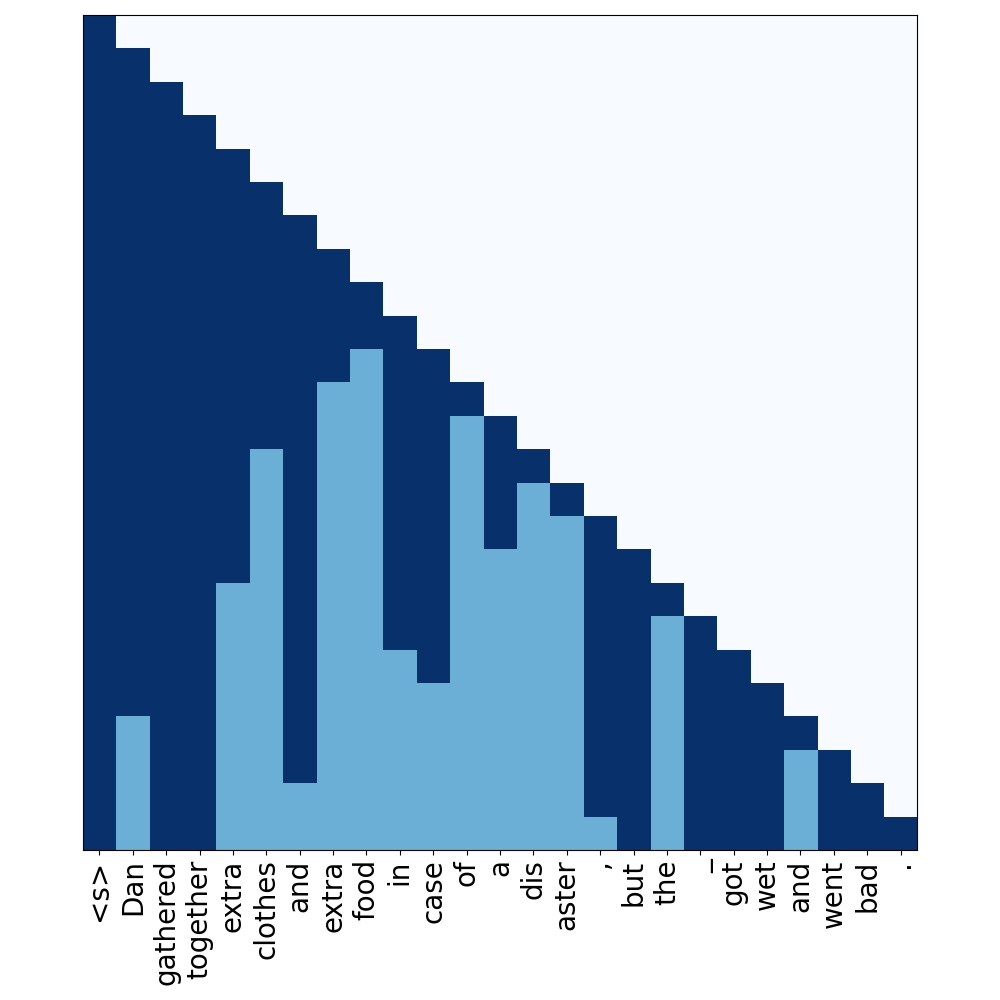 <s>
Dan
gathered
together
extra
clothes
and
extra
food
in
case
of
a
dis
aster
,
but
the
_
got
wet
and
went
bad
.